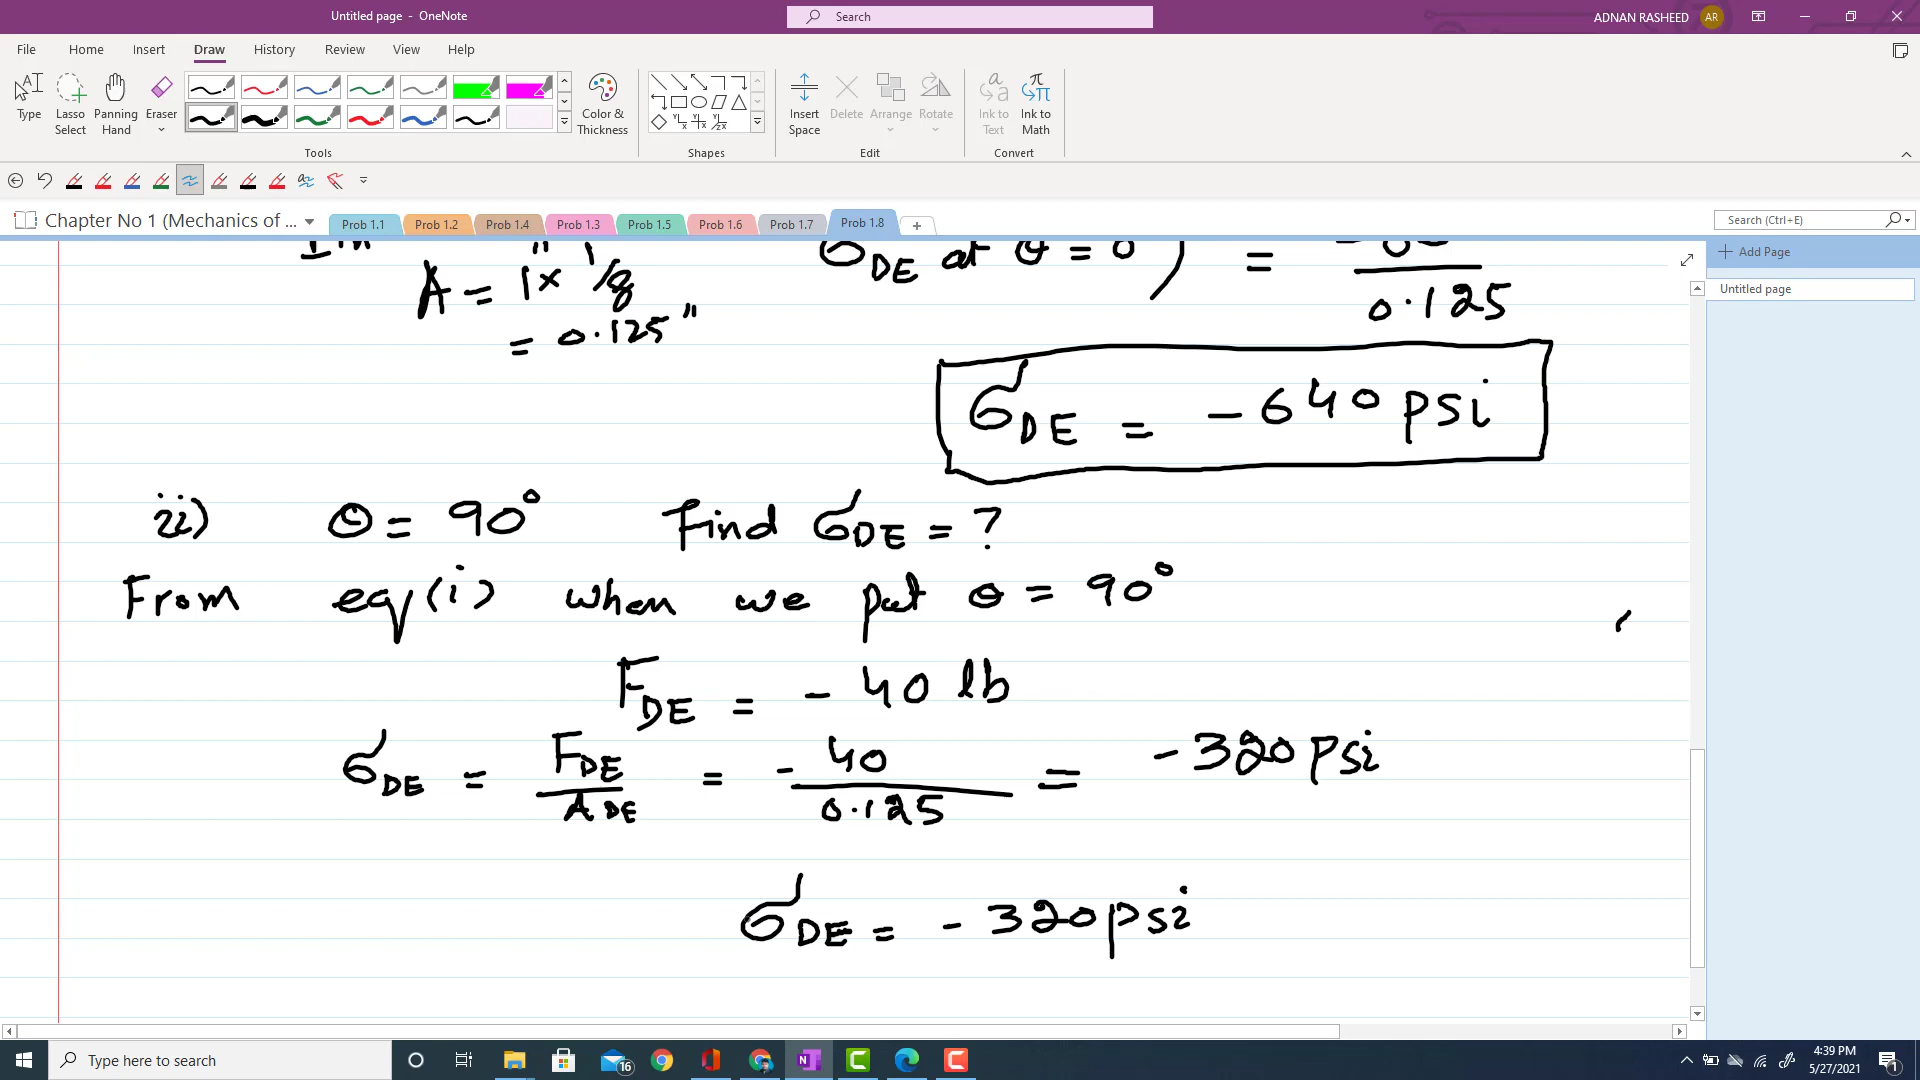 Untitled page - OneNote
Search
ADNAN RASHEED
AR
File Home Insert Draw History Review View Help
Type
Lasso Select
Panning Hand
Eraser
Color & Thickness
Insert Space
Delete
Arrange
Rotate
Ink to Text
Ink to Math
Tools
Shapes
Edit
Convert
Chapter No 1 (Mechanics of ...
Prob 1.1 Prob 1.2 Prob 1.4 Prob 1.3 Prob 1.5 Prob 1.6 Prob 1.7 Prob 1.8
Search (Ctrl+E)
Add Page
Untitled page
A = 1" × 1/8"
= 0.125"
σDE at θ = 0 ) =
0.125
σDE = - 640 psi
ii) θ = 90° Find σDE = ?
From eq(i) when we put θ = 90°
FDE = - 40 lb
σDE = FDE / ADE = - 40 / 0.125 = - 320 psi
σDE = - 320 psi
Type here to search
16
4:39 PM
5/27/2021
1